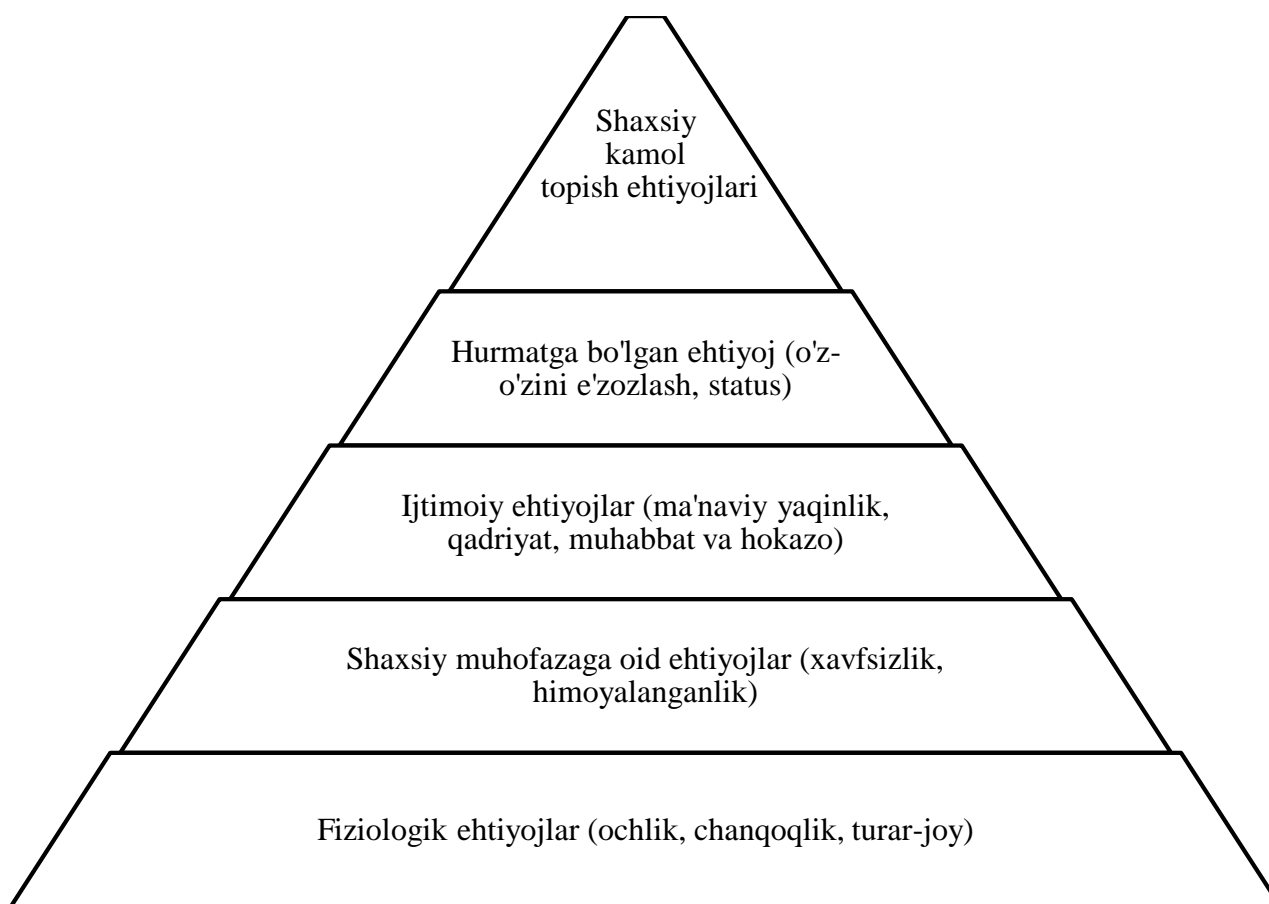 Shaxsiy
kamol
topish ehtiyojlari
Hurmatga bo'lgan ehtiyoj (o'z-
o'zini e'zozlash, status)
Ijtimoiy ehtiyojlar (ma'naviy yaqinlik,
qadriyat, muhabbat va hokazo)
Shaxsiy muhofazaga oid ehtiyojlar (xavfsizlik,
himoyalanganlik)
Fiziologik ehtiyojlar (ochlik, chanqoqlik, turar-joy)